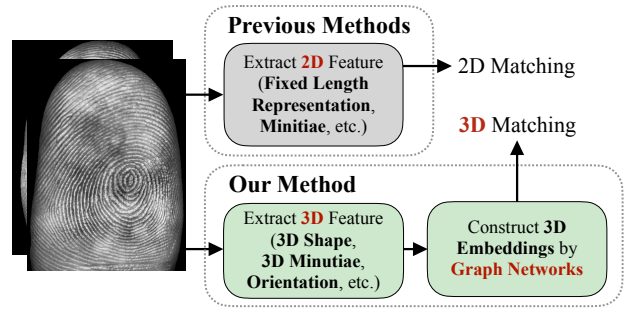 Previous Methods
Extract 2D Feature
(Fixed Length
Representation,
Minitiae, etc.)
2D Matching
3D Matching
Our Method
Extract 3D Feature
(3D Shape,
3D Minutiae,
Orientation, etc.)
Construct 3D
Embeddings by
Graph Networks